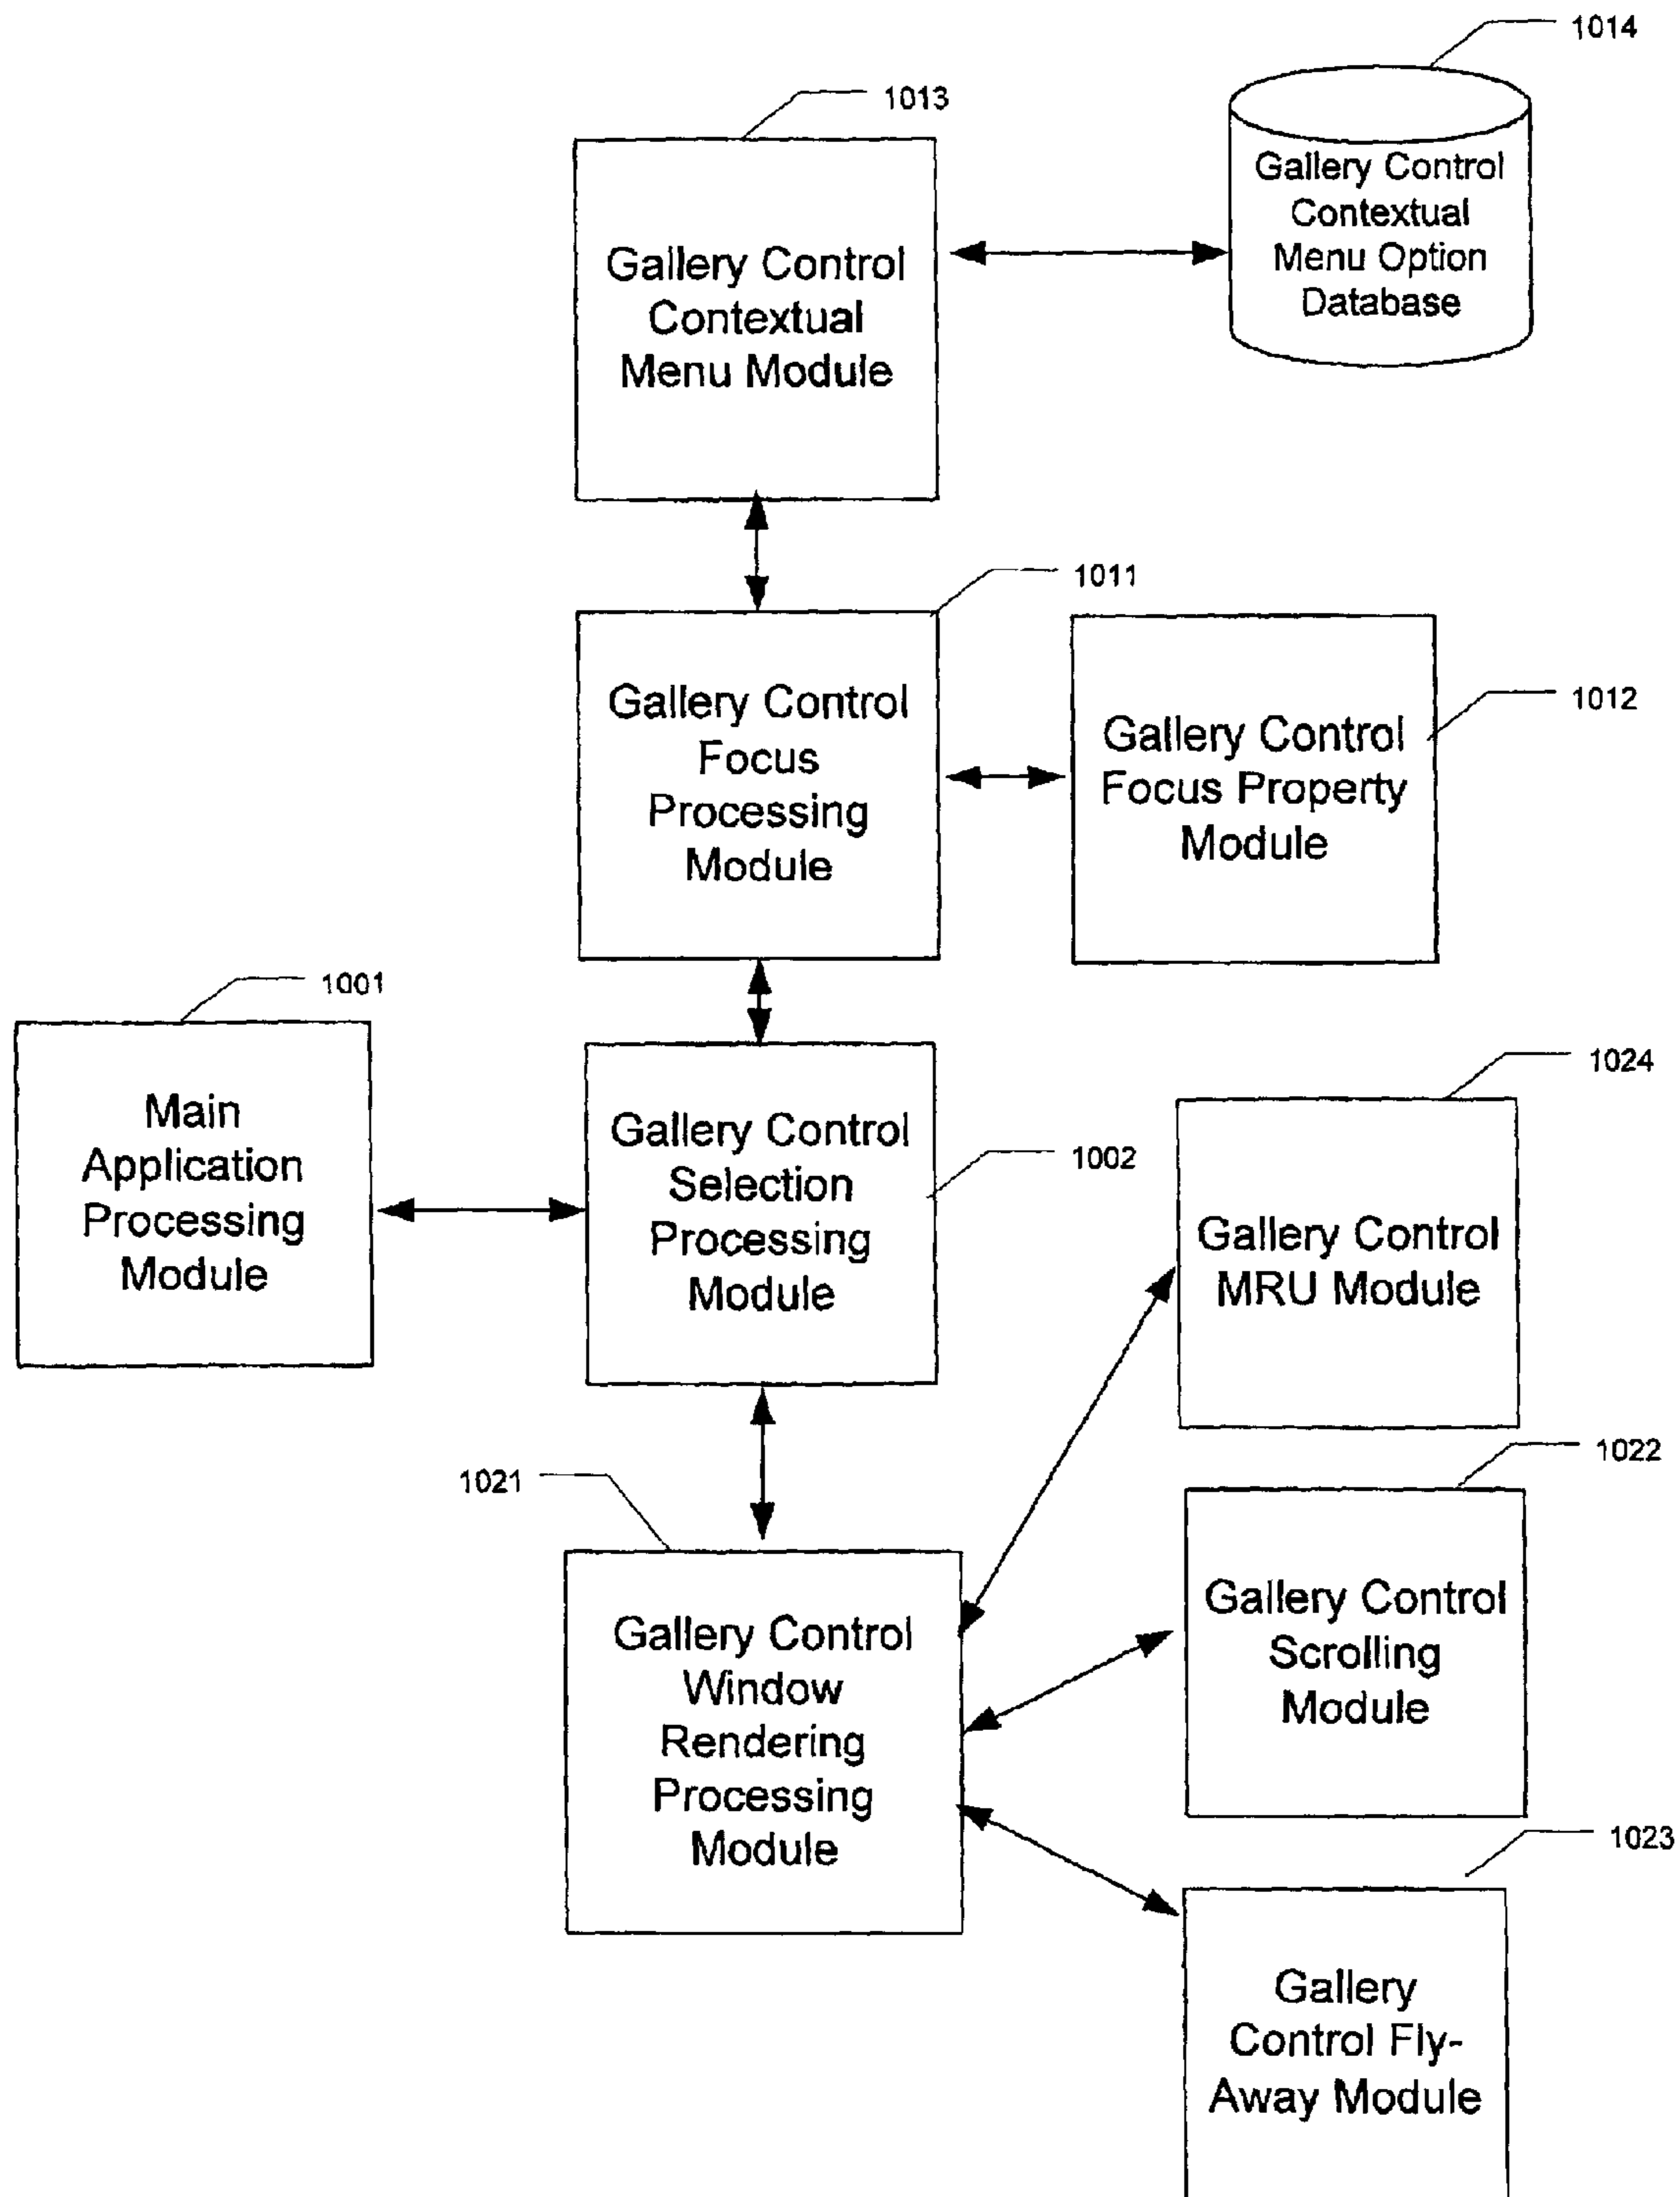 1014
1013
Gallery Control
Contextual
Menu Option
Database
Gallery Control
Contextual
Menu Module
1011
Gallery Control
Focus
Processing
Module
1012
Gallery Control
Focus Property
Module
1001
Main
Application
Processing
Module
1002
Gallery Control
Selection
Processing
Module
1024
Gallery Control
MRU Module
1021
Gallery Control
Window
Rendering
Processing
Module
1022
Gallery Control
Scrolling
Module
1023
Gallery
Control Fly-
Away Module